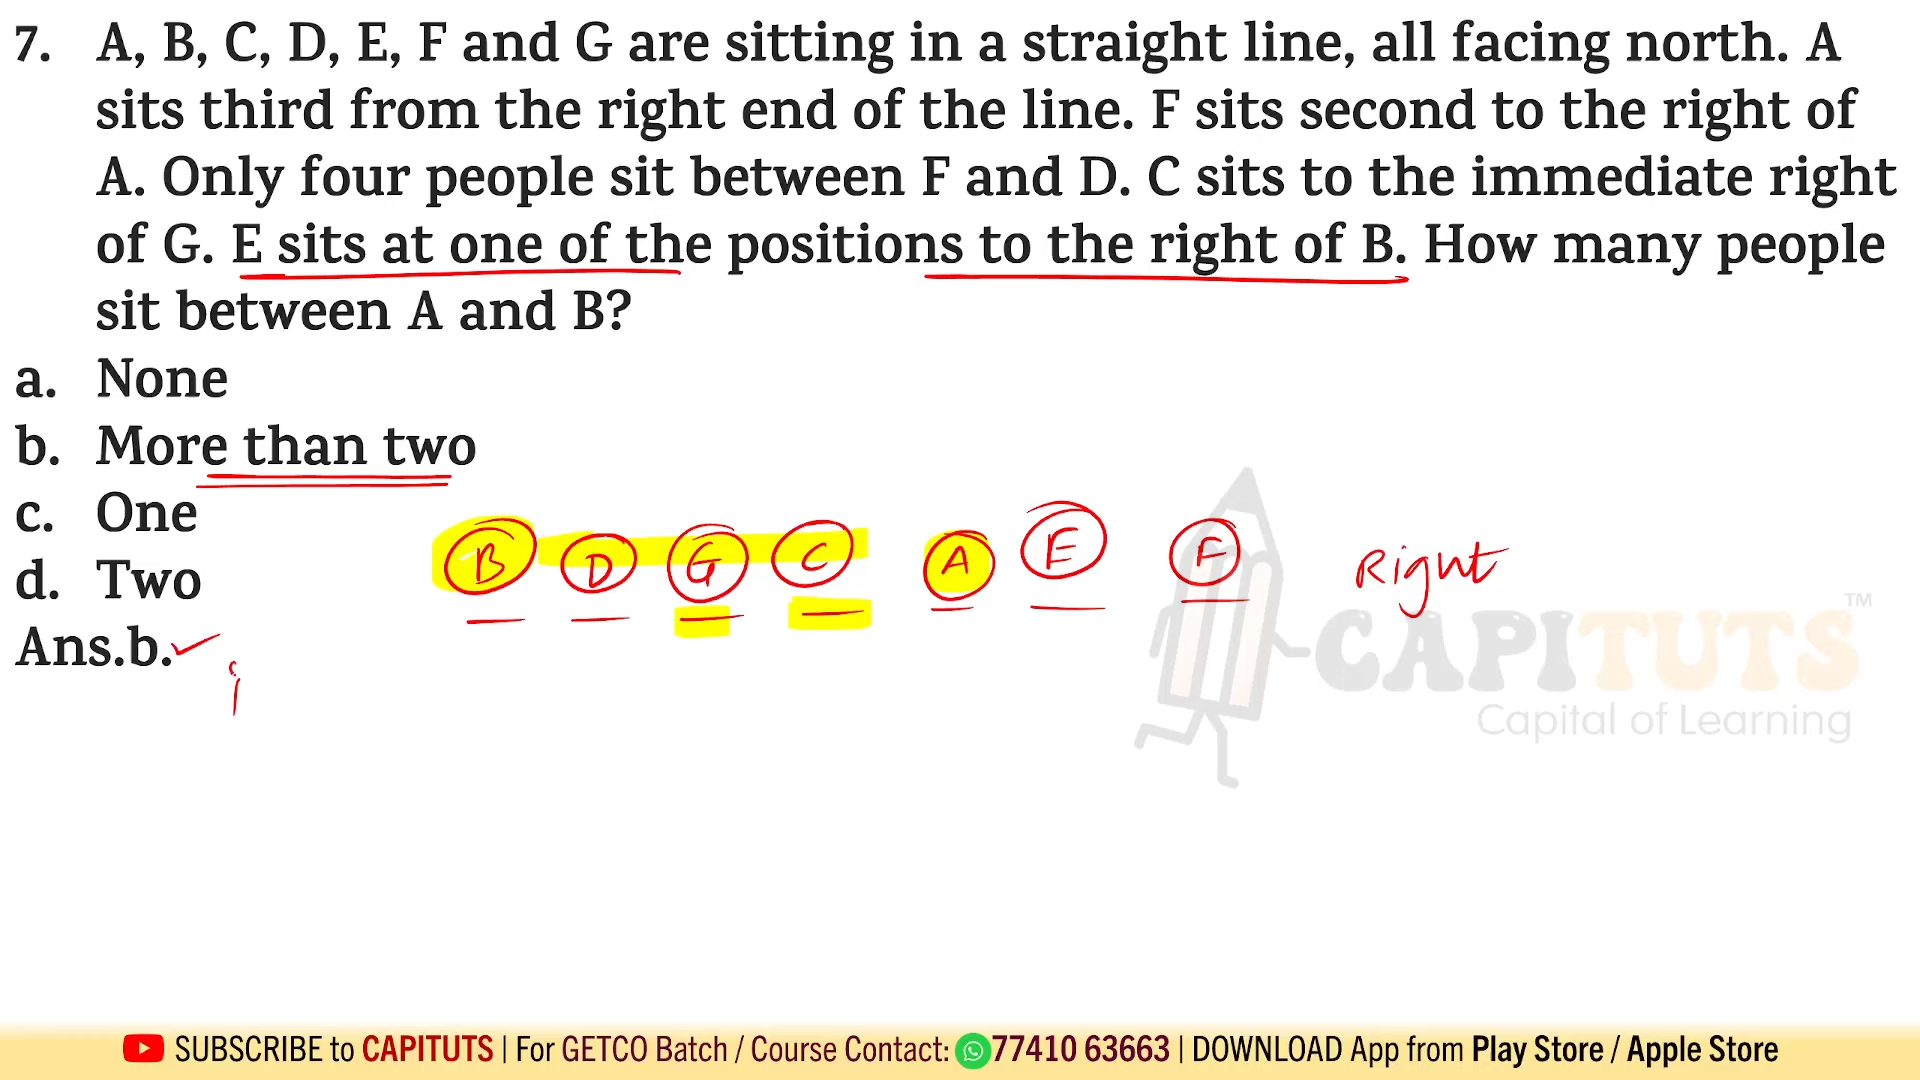 7. A, B, C, D, E, F and G are sitting in a straight line, all facing north. A
sits third from the right end of the line. F sits second to the right of
A. Only four people sit between F and D. C sits to the immediate right
of G. E sits at one of the positions to the right of B. How many people
sit between A and B?
a. None
b. More than two
c. One
d. Two
Ans.b.
B D G C A E F Right
CAPITUTS™
Capital of Learning
SUBSCRIBE to CAPITUTS | For GETCO Batch / Course Contact: 77410 63663 | DOWNLOAD App from Play Store / Apple Store